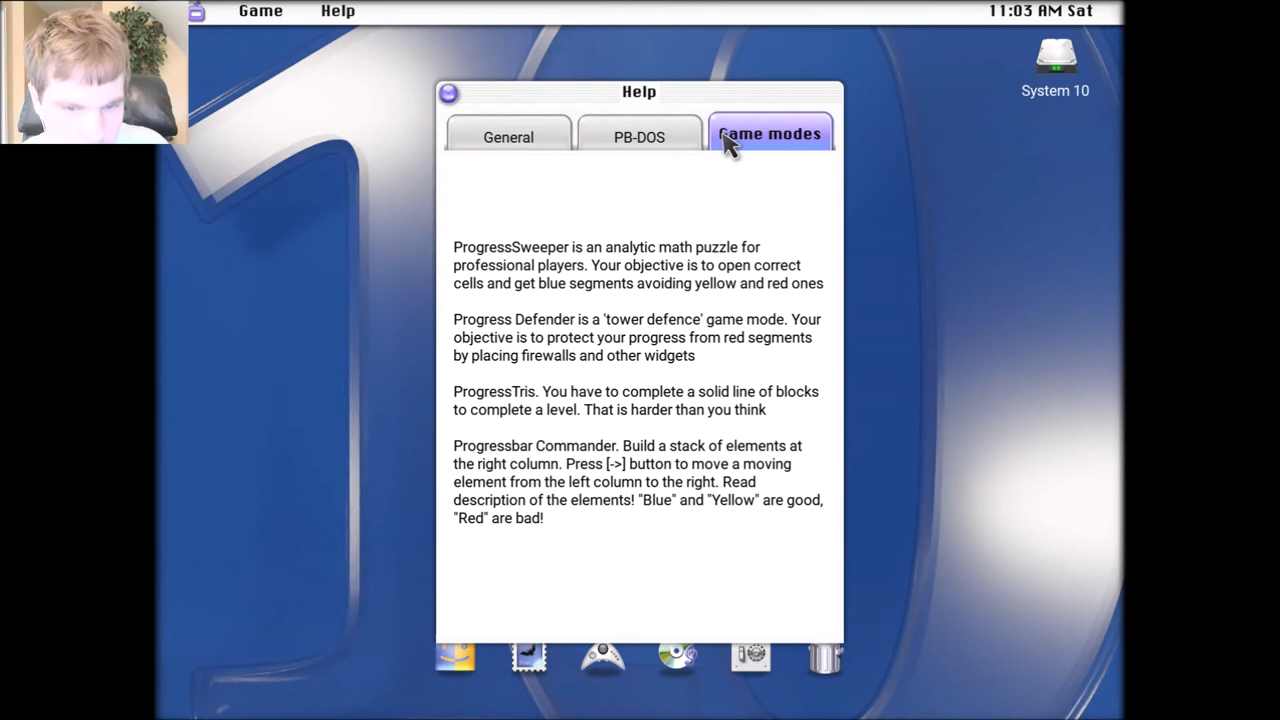 Game Help 11:03 AM Sat
System 10
Help
General PB-DOS Game modes
ProgressSweeper is an analytic math puzzle for
professional players. Your objective is to open correct
cells and get blue segments avoiding yellow and red ones
Progress Defender is a 'tower defence' game mode. Your
objective is to protect your progress from red segments
by placing firewalls and other widgets
ProgressTris. You have to complete a solid line of blocks
to complete a level. That is harder than you think
Progressbar Commander. Build a stack of elements at
the right column. Press [->] button to move a moving
element from the left column to the right. Read
description of the elements! "Blue" and "Yellow" are good,
"Red" are bad!